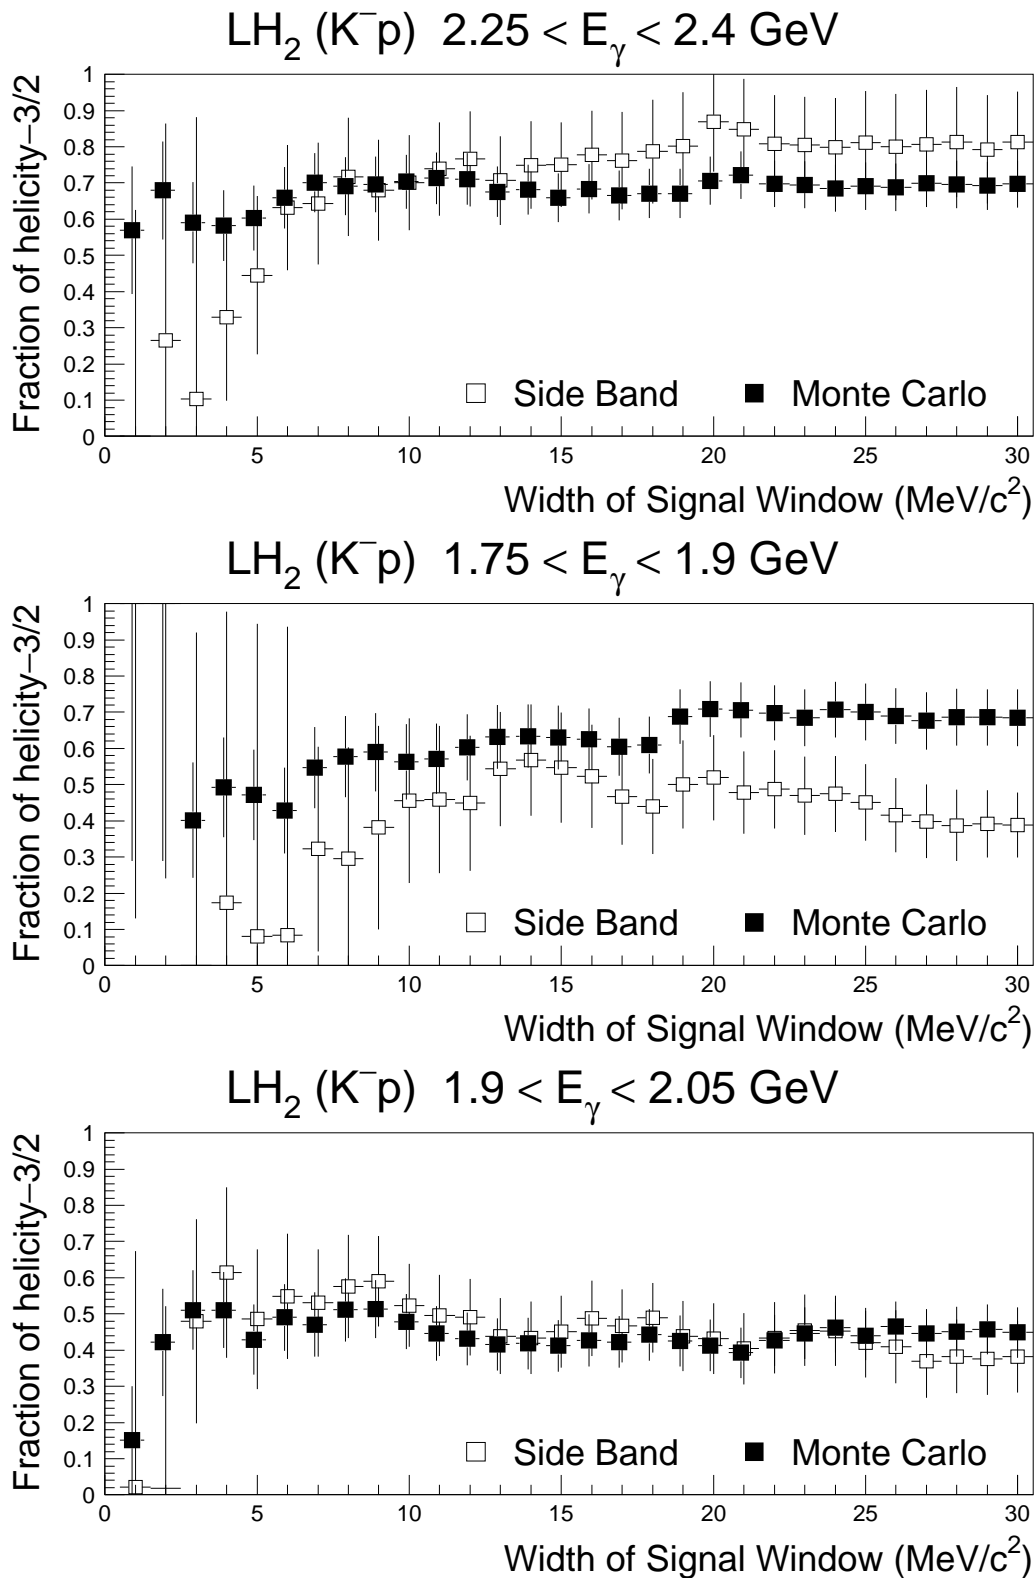 LH₂ (K⁻p) 2.25 < Eᵧ < 2.4 GeV
Fraction of helicity−3/2
1
0.9
0.8
0.7
0.6
0.5
0.4
0.3
0.2
0.1
0
Side Band
Monte Carlo
0 5 10 15 20 25 30
Width of Signal Window (MeV/c²)
LH₂ (K⁻p) 1.75 < Eᵧ < 1.9 GeV
Fraction of helicity−3/2
1
0.9
0.8
0.7
0.6
0.5
0.4
0.3
0.2
0.1
0
Side Band
Monte Carlo
0 5 10 15 20 25 30
Width of Signal Window (MeV/c²)
LH₂ (K⁻p) 1.9 < Eᵧ < 2.05 GeV
Fraction of helicity−3/2
1
0.9
0.8
0.7
0.6
0.5
0.4
0.3
0.2
0.1
0
Side Band
Monte Carlo
0 5 10 15 20 25 30
Width of Signal Window (MeV/c²)